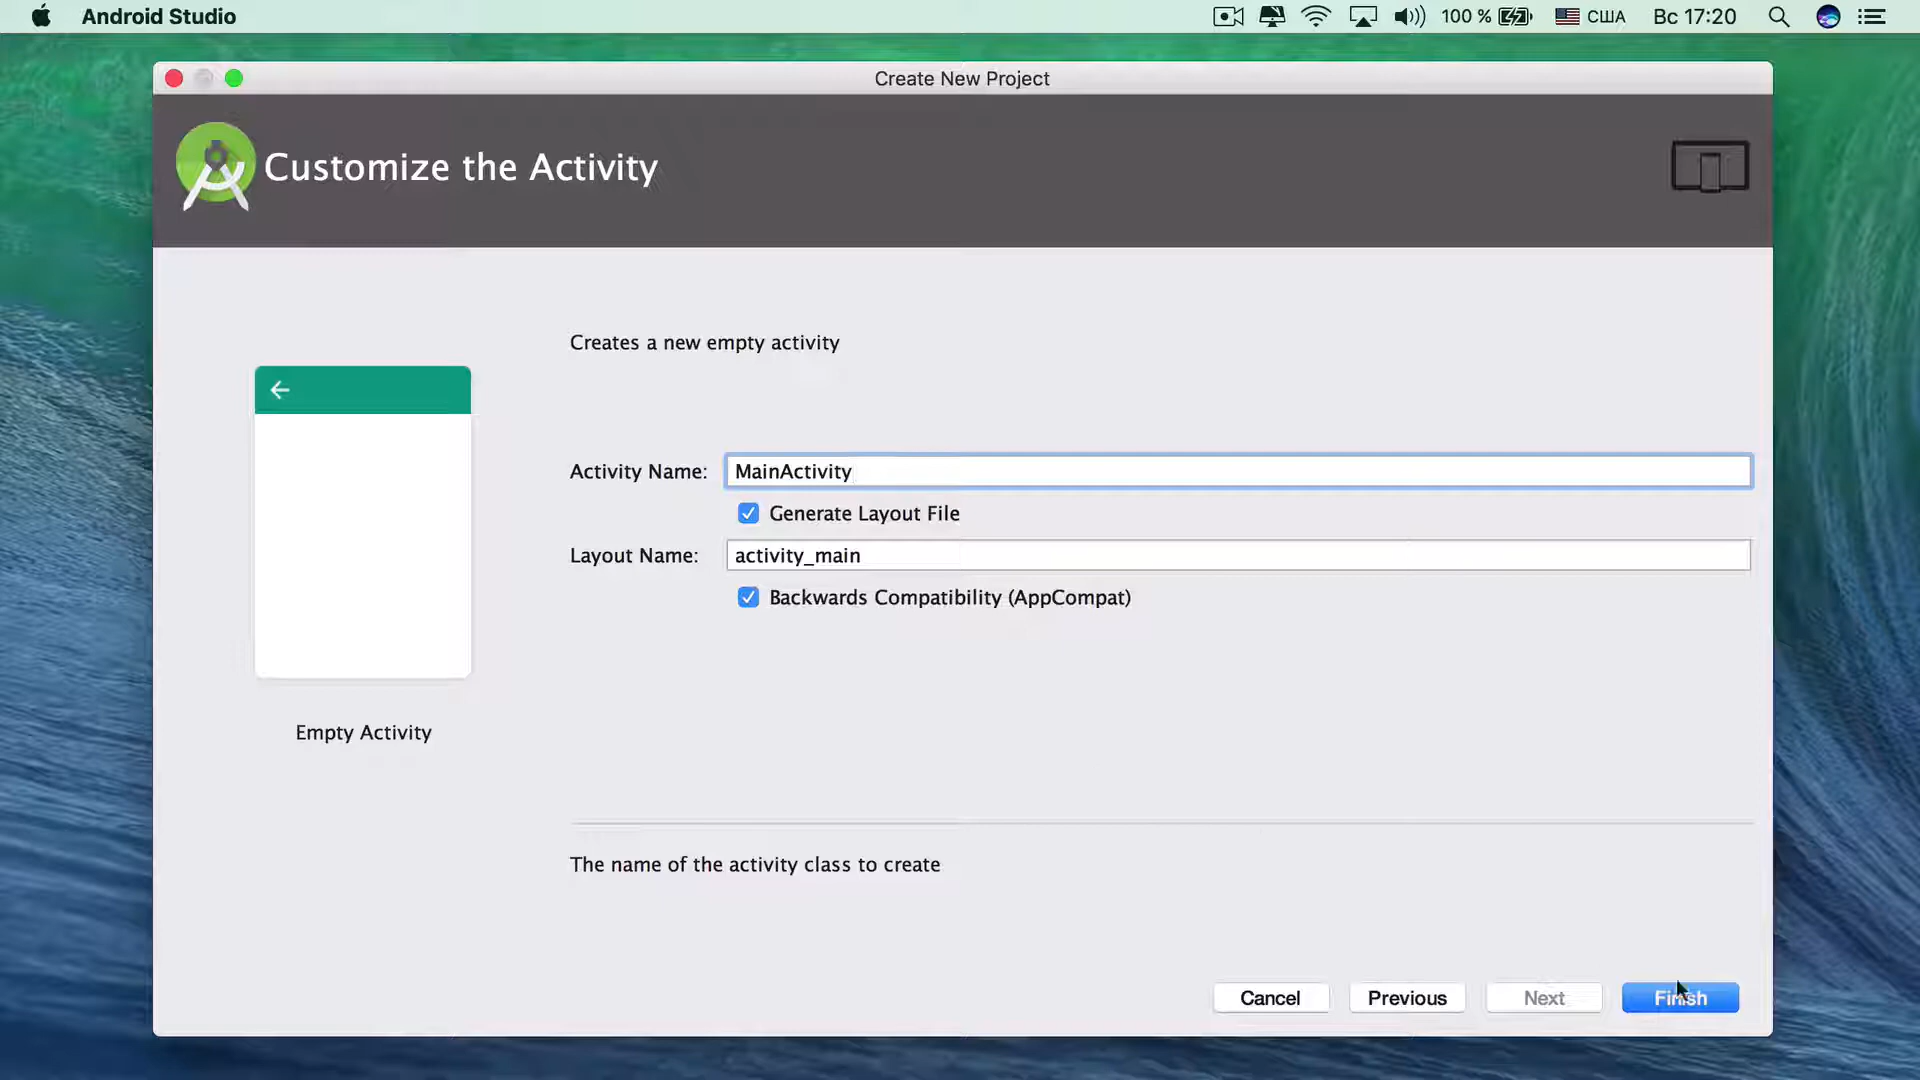 Android Studio
100 %
США
Вс 17:20
Create New Project
Customize the Activity
Creates a new empty activity
Activity Name: MainActivity
Generate Layout File
Layout Name: activity_main
Backwards Compatibility (AppCompat)
Empty Activity
The name of the activity class to create
Cancel
Previous
Next
Finish